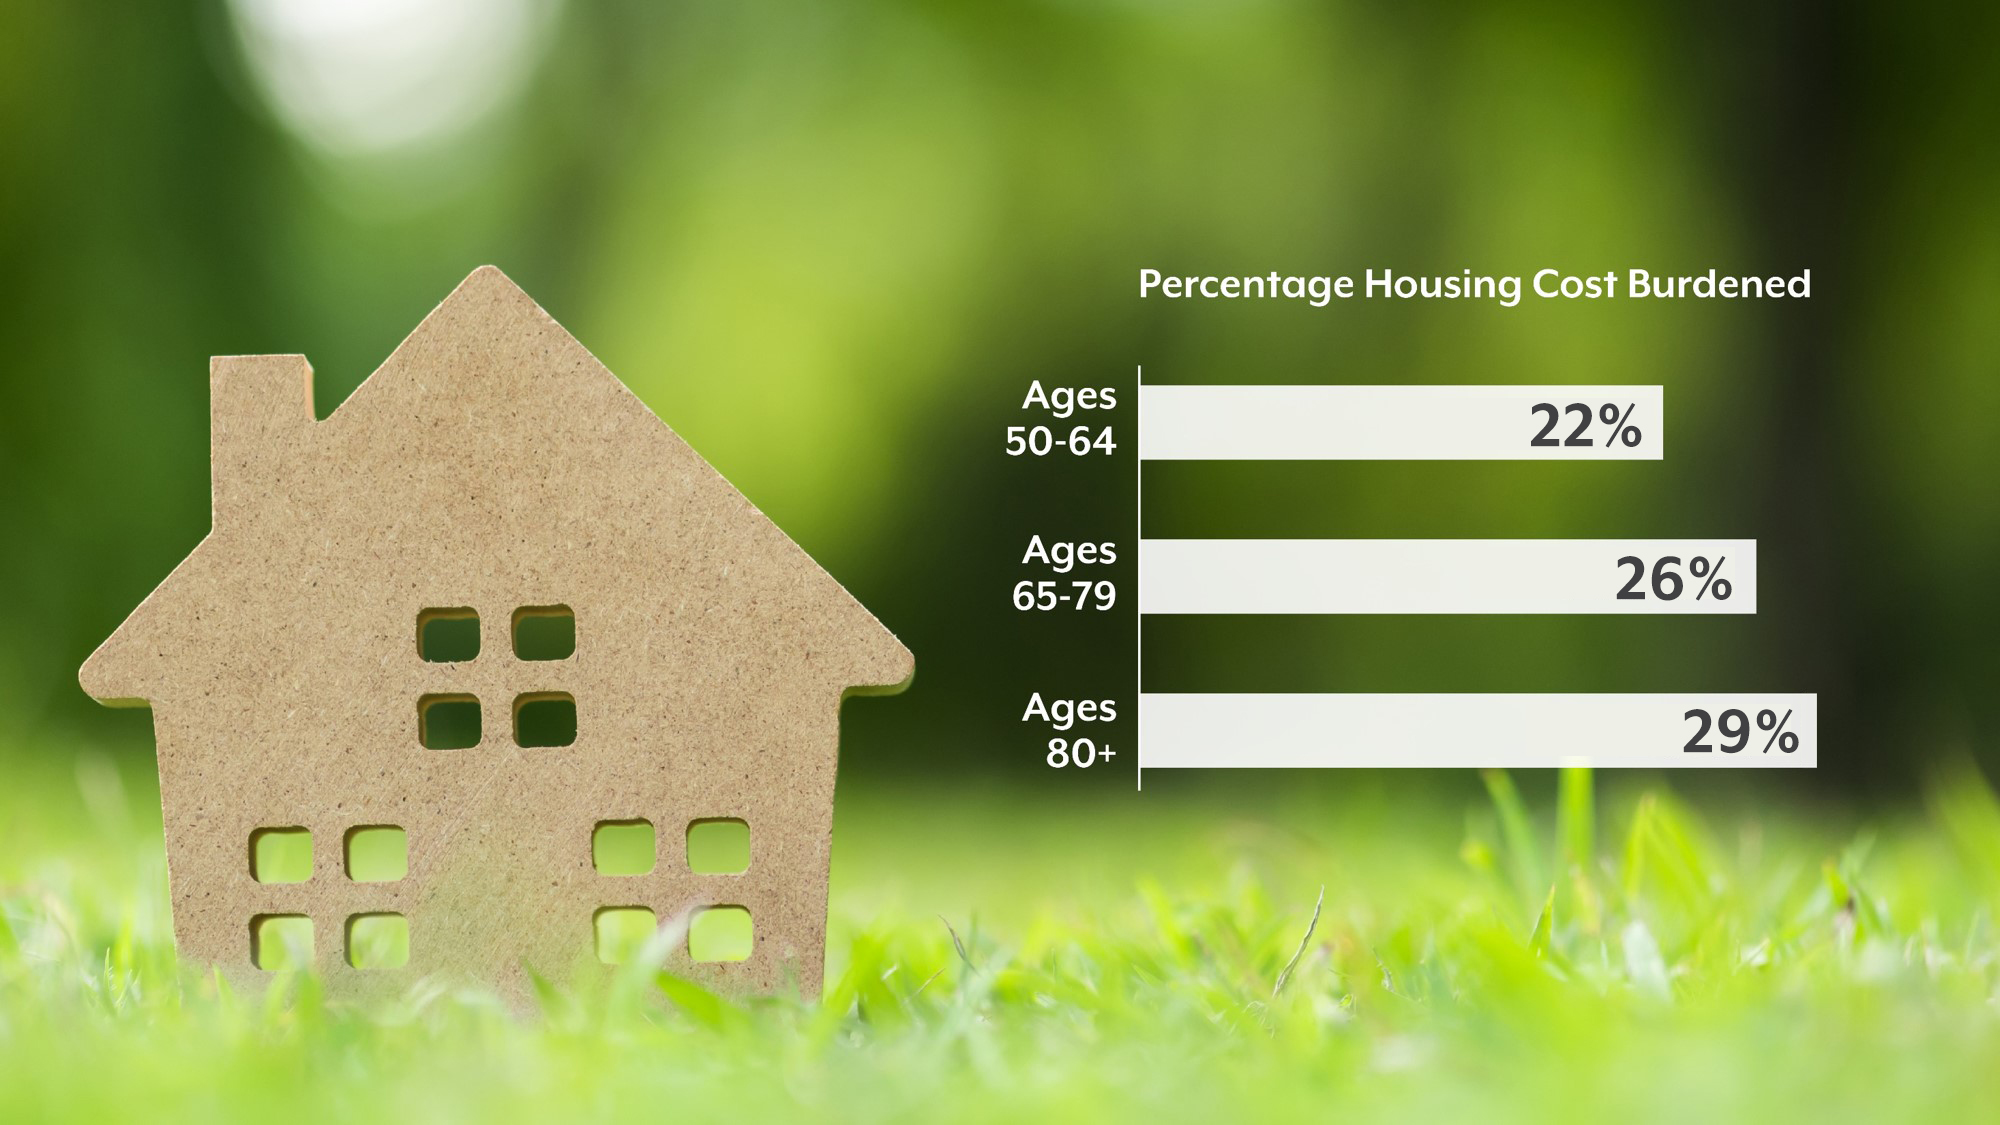 Percentage Housing Cost Burdened
Ages
50-64
22%
Ages
65-79
26%
Ages
80+
29%